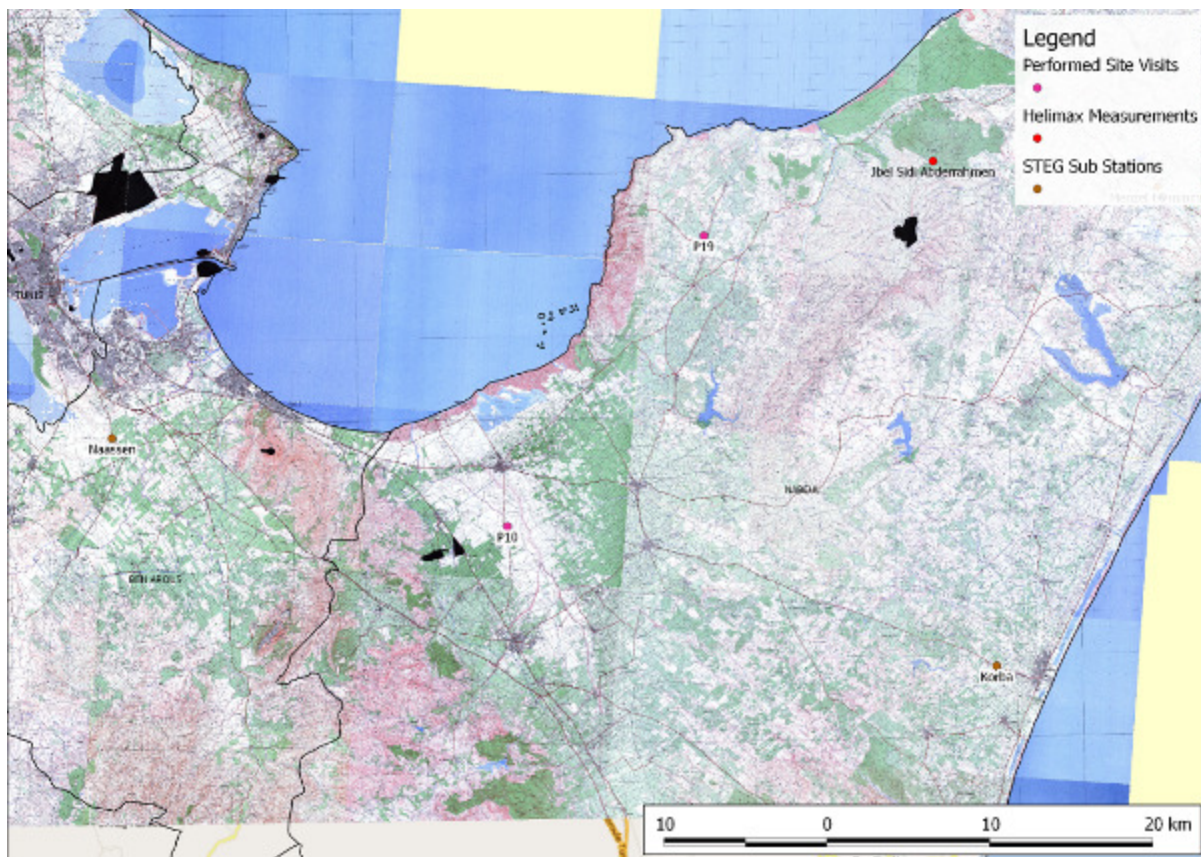 Legend
Performed Site Visits
Helimax Measurements
STEG Sub Stations
Jbel Sidi Abderrahmen
P19
TUNIS
Naassen
NABEUL
P10
BEN AROUS
Korba
10 0 10 20 km